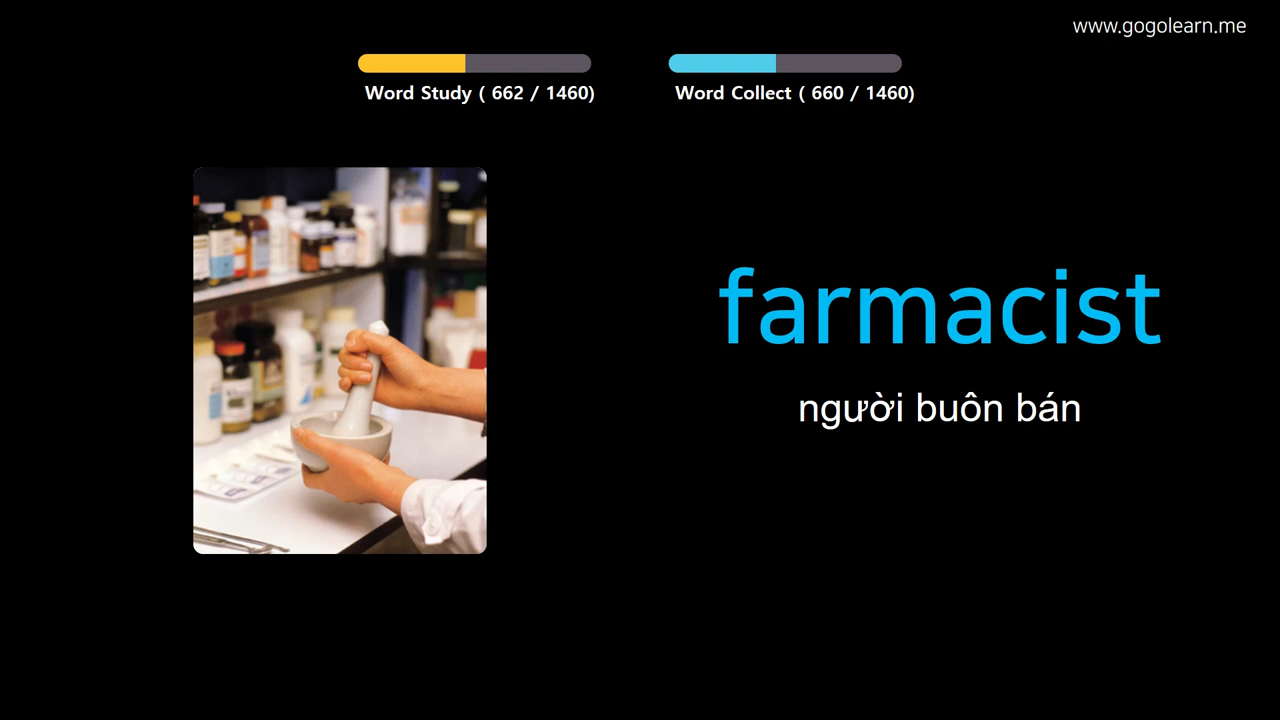 www.gogolearn.me
Word Study ( 662 / 1460)
Word Collect ( 660 / 1460)
farmacist
người buôn bán